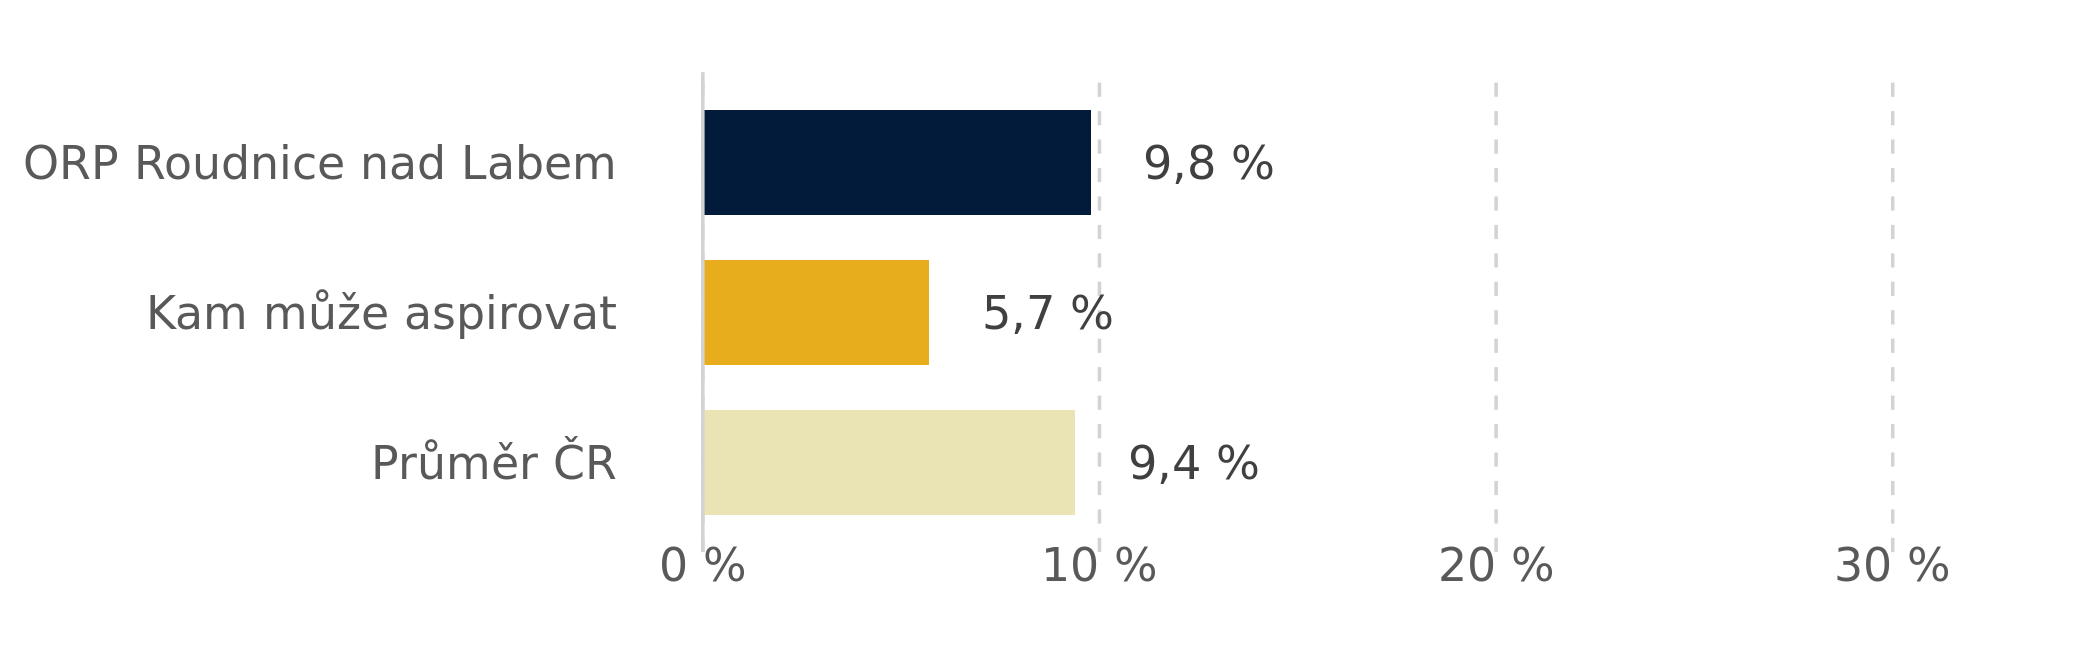 ORP Roudnice nad Labem
9,8 %
Kam může aspirovat
5,7 %
Průměr ČR
9,4 %
0 %
10 %
20 %
30 %